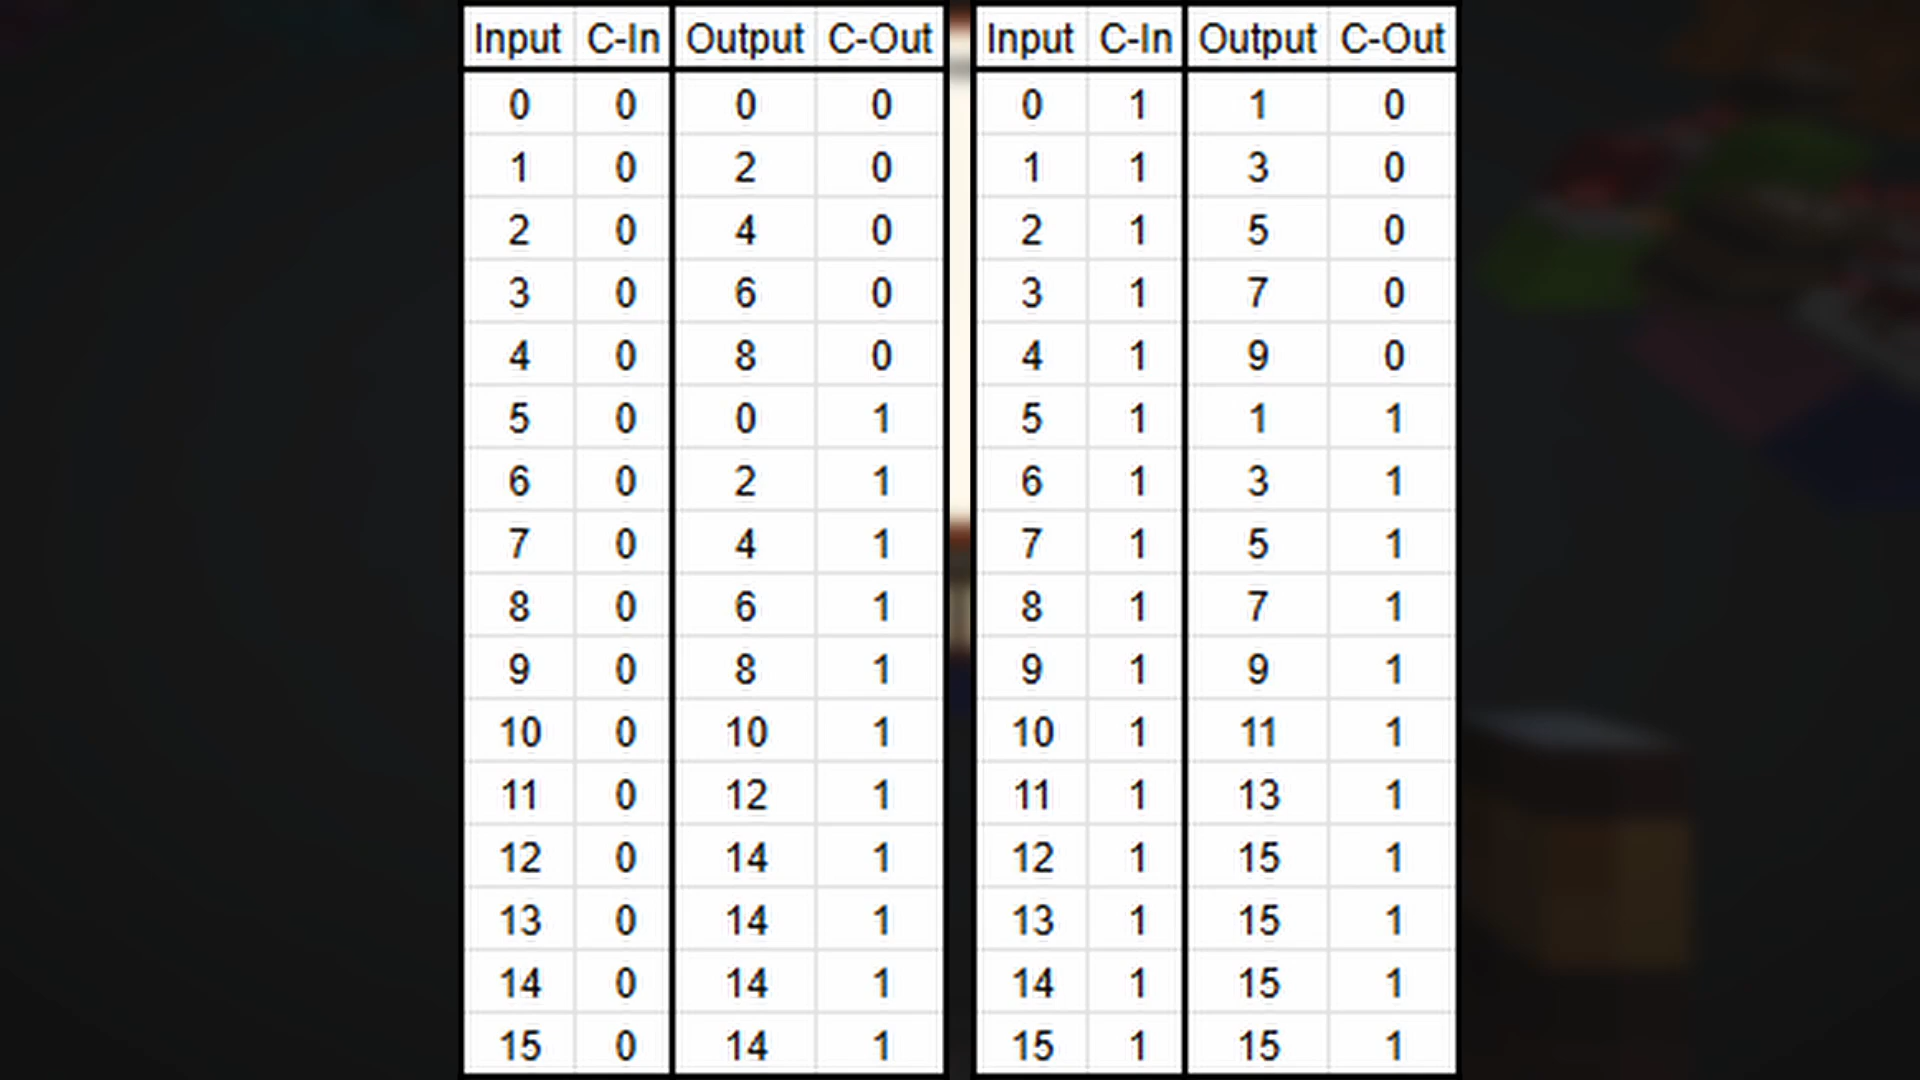 Input C-In Output C-Out Input C-In Output C-Out
0 0 0 0 0 1 1 0
1 0 2 0 1 1 3 0
2 0 4 0 2 1 5 0
3 0 6 0 3 1 7 0
4 0 8 0 4 1 9 0
5 0 0 1 5 1 1 1
6 0 2 1 6 1 3 1
7 0 4 1 7 1 5 1
8 0 6 1 8 1 7 1
9 0 8 1 9 1 9 1
10 0 10 1 10 1 11 1
11 0 12 1 11 1 13 1
12 0 14 1 12 1 15 1
13 0 14 1 13 1 15 1
14 0 14 1 14 1 15 1
15 0 14 1 15 1 15 1